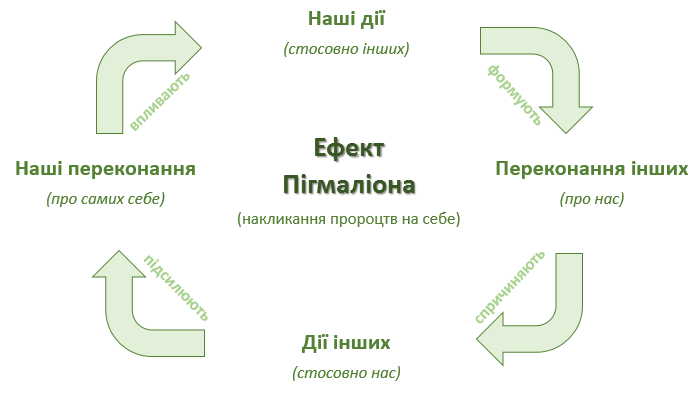 Наші дії
(стосовно інших)
впливають
формують
Ефект
Пігмаліона
(накликання пророцтв на себе)
Наші переконання
(про самих себе)
Переконання інших
(про нас)
підсилюють
спричиняють
Дії інших
(стосовно нас)